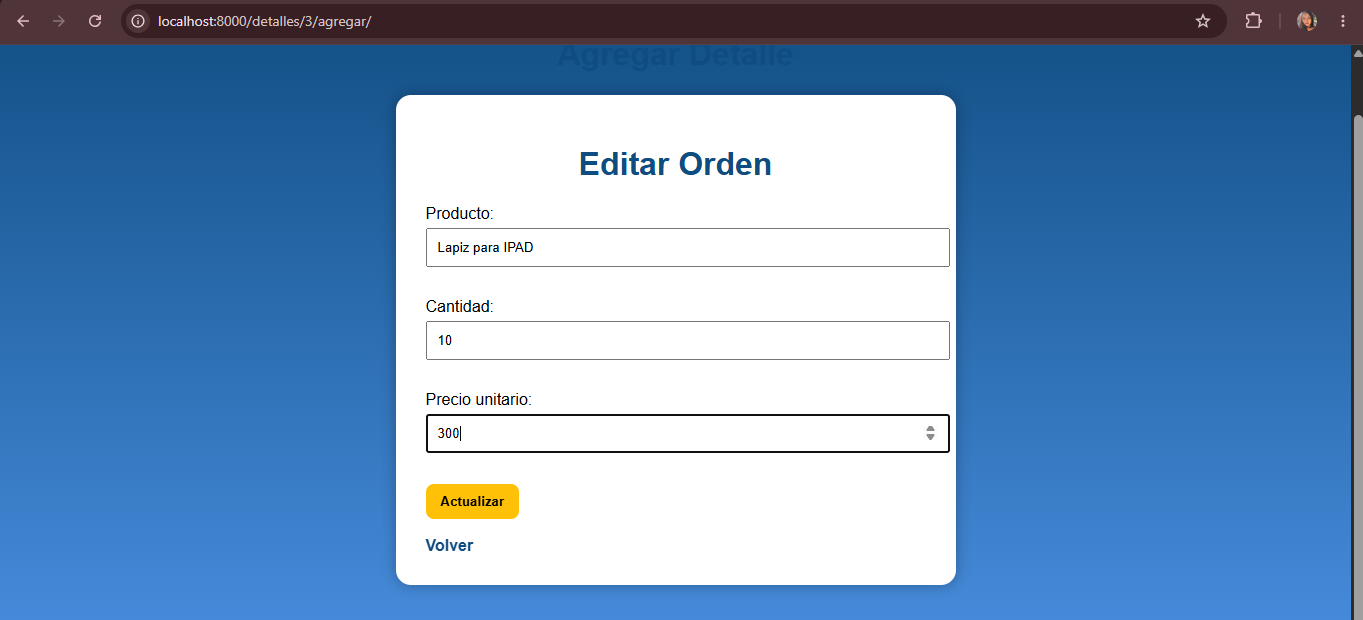 localhost:8000/detalles/3/agregar/
Agregar Detalle
Editar Orden
Producto:
Lapiz para IPAD
Cantidad:
10
Precio unitario:
300
Actualizar
Volver